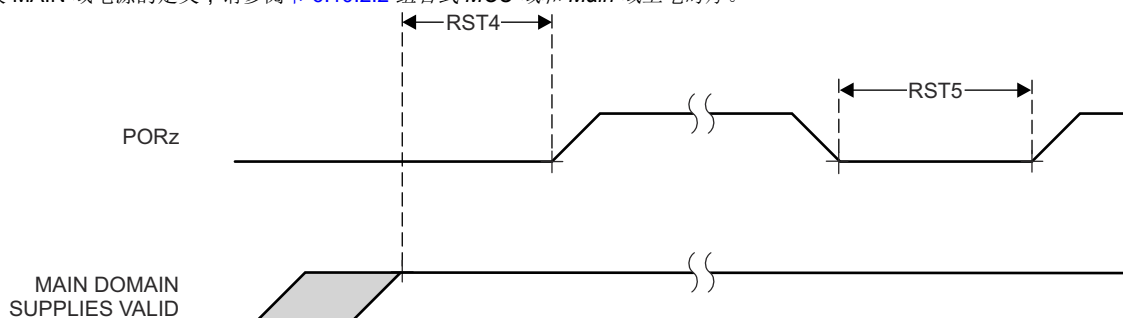 MAIN 域电源的定义，请参阅节 6.10.2.2 组合式 MCU 域和 Main 域上电时序。
RST4
RST5
PORz
MAIN DOMAIN
SUPPLIES VALID